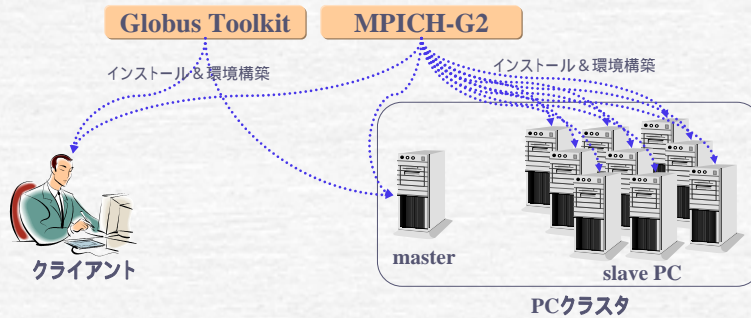 Globus Toolkit
MPICH-G2
インストール＆環境構築
インストール＆環境構築
クライアント
master
slave PC
PCクラスタ